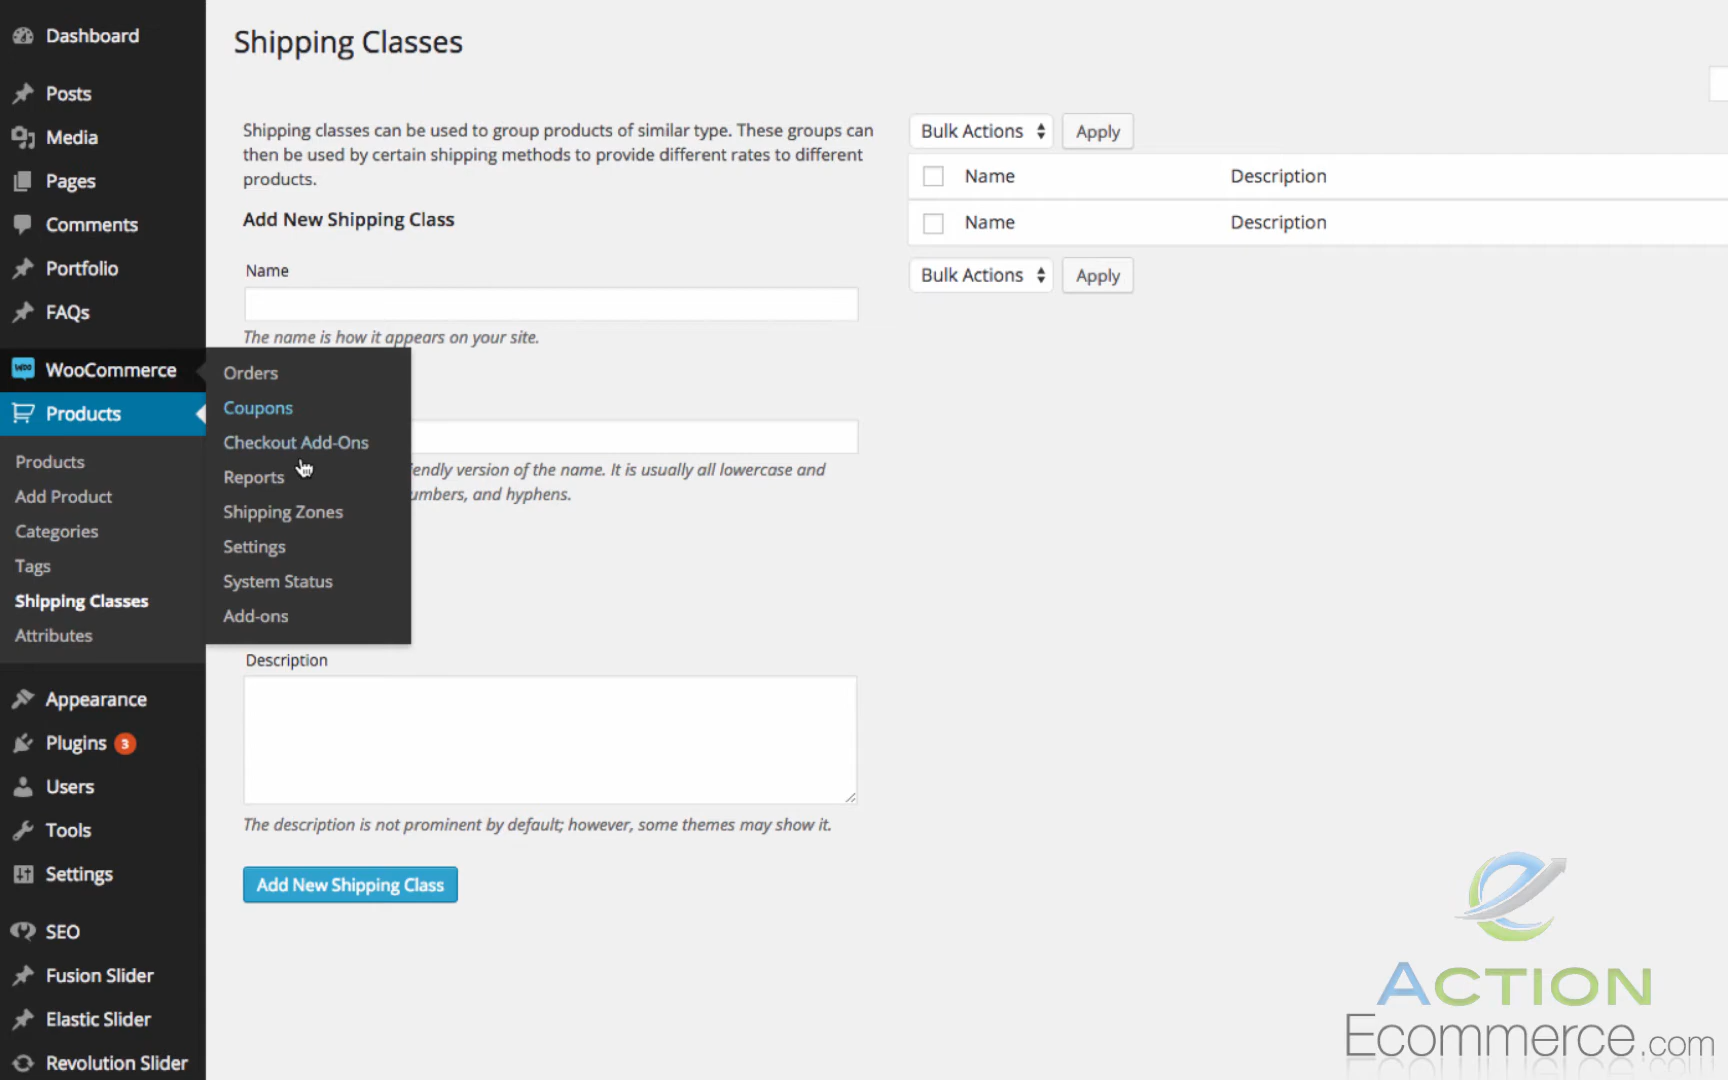 Dashboard
Posts
Media
Pages
Comments
Portfolio
FAQs
WooCommerce
Products
Products
Add Product
Categories
Tags
Shipping Classes
Attributes
Appearance
Plugins 3
Users
Tools
Settings
SEO
Fusion Slider
Elastic Slider
Revolution Slider
Orders
Coupons
Checkout Add-Ons
Reports
Shipping Zones
Settings
System Status
Add-ons
Shipping Classes
Shipping classes can be used to group products of similar type. These groups can
then be used by certain shipping methods to provide different rates to different
products.
Add New Shipping Class
Name
The name is how it appears on your site.
version of the name. It is usually all lowercase and
and hyphens.
Description
The description is not prominent by default; however, some themes may show it.
Add New Shipping Class
Bulk Actions Apply
Name Description
Name Description
Bulk Actions Apply
ACTION
Ecommerce.com